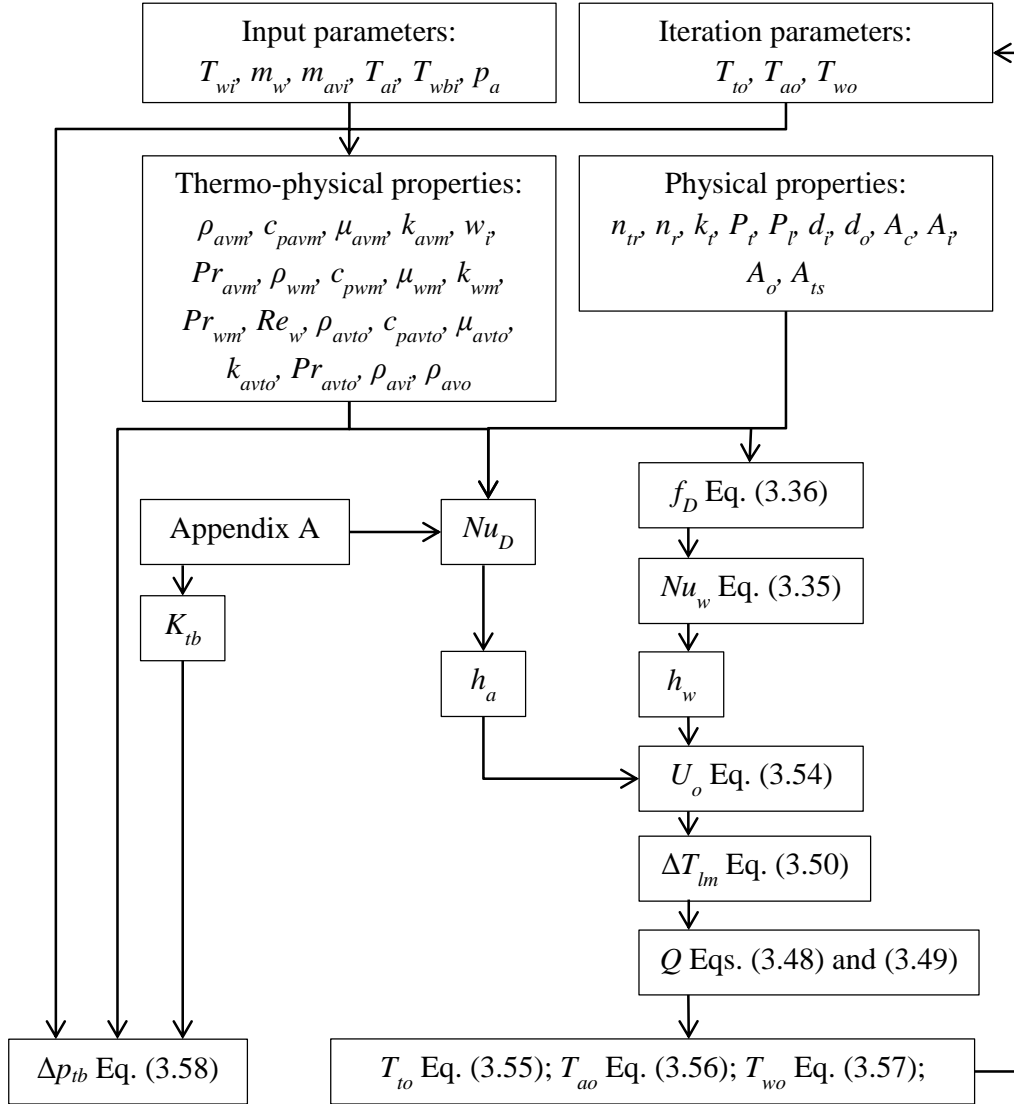 Input parameters:
T_wi, m_w, m_avi, T_ai, T_wbi, p_a
Iteration parameters:
T_to, T_ao, T_wo
Thermo-physical properties:
ρ_avm, c_pavm, μ_avm, k_avm, w_i,
Pr_avm, ρ_wm, c_pwm, μ_wm, k_wm,
Pr_wm, Re_w, ρ_avto, c_pavto, μ_avto,
k_avto, Pr_avto, ρ_avi, ρ_avo
Physical properties:
n_tr, n_r, k_t, P_t, P_l, d_i, d_o, A_c, A_i,
A_o, A_ts
f_D Eq. (3.36)
Appendix A
Nu_D
Nu_w Eq. (3.35)
K_tb
h_a
h_w
U_o Eq. (3.54)
ΔT_lm Eq. (3.50)
Q Eqs. (3.48) and (3.49)
Δp_tb Eq. (3.58)
T_to Eq. (3.55); T_ao Eq. (3.56); T_wo Eq. (3.57);